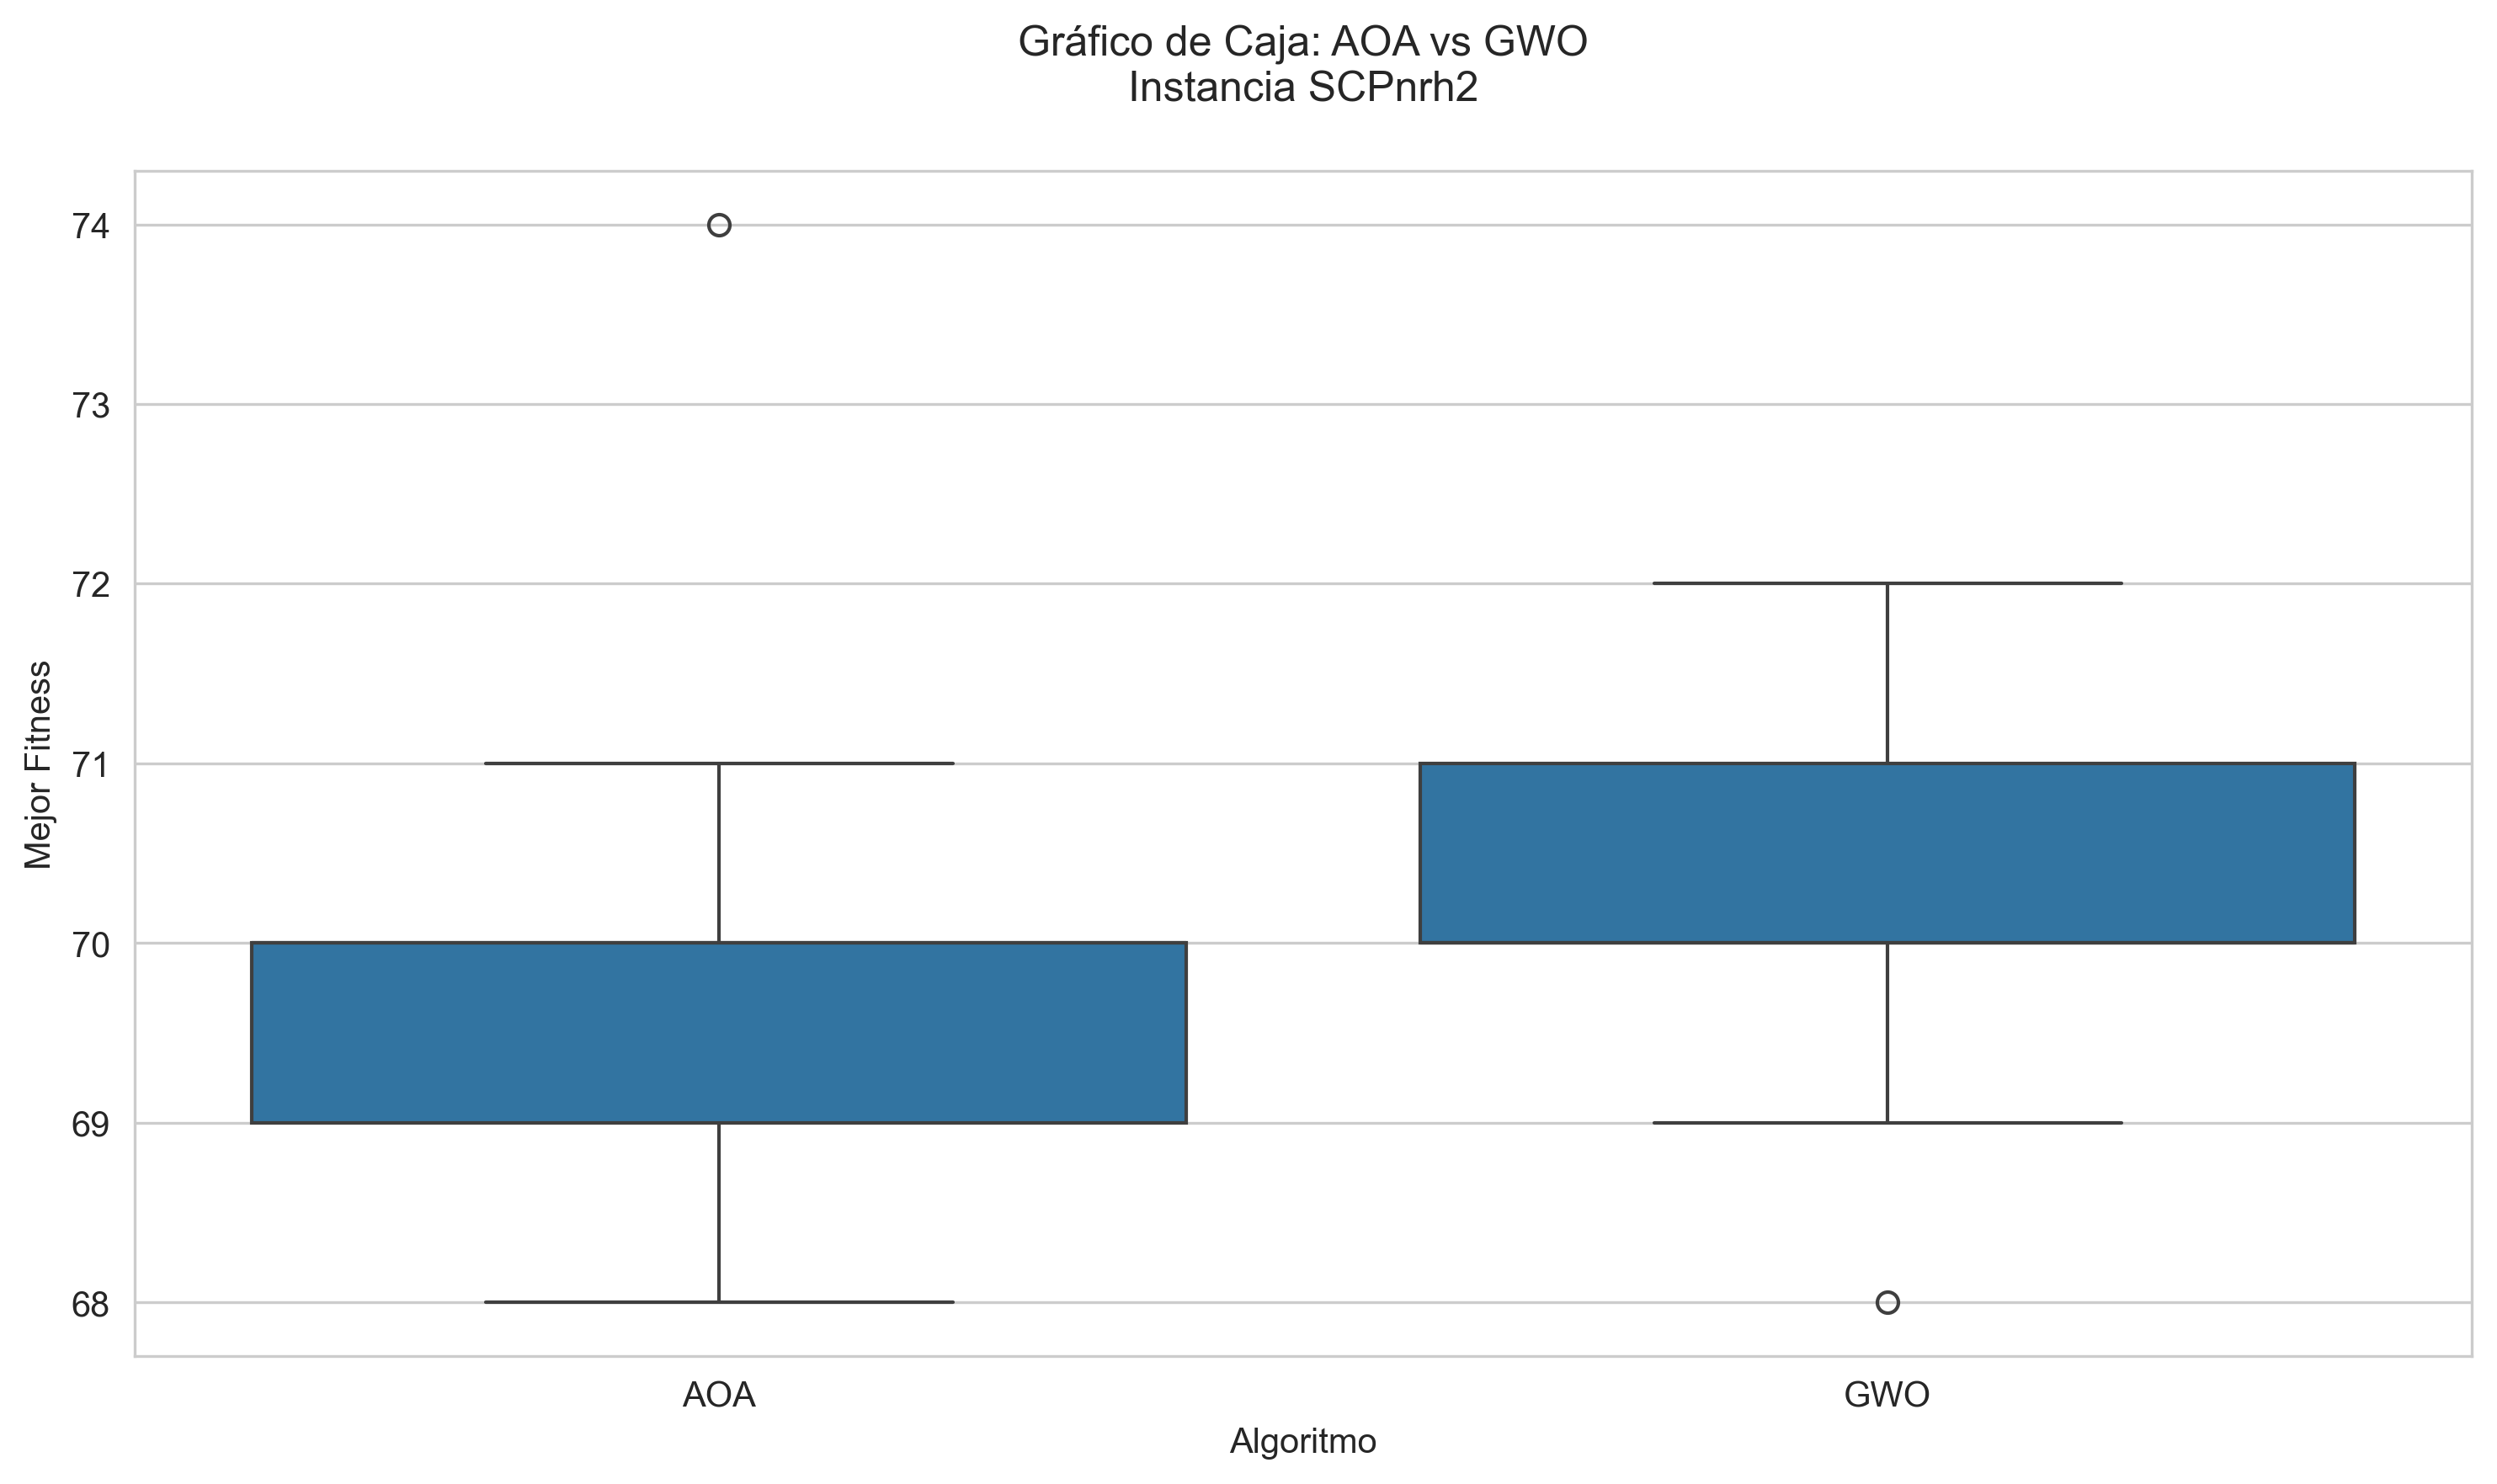 Gráfico de Caja: AOA vs GWO
Instancia SCPnrh2
74
73
72
71
70
69
68
Mejor Fitness
AOA
GWO
Algoritmo